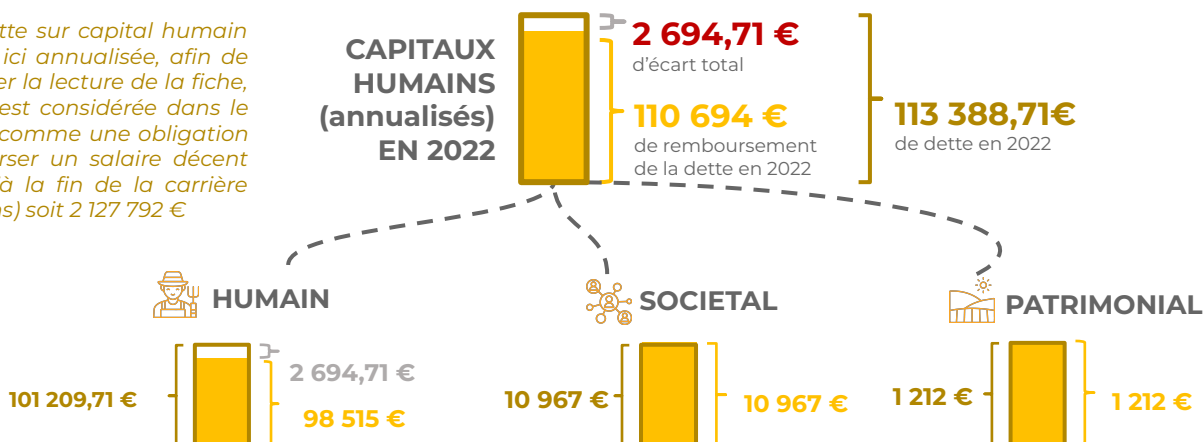 tte sur capital humain
ici annualisée, afin de
er la lecture de la fiche,
est considérée dans le
comme une obligation
rser un salaire décent
'à la fin de la carrière
ns) soit 2 127 792 €
CAPITAUX
HUMAINS
(annualisés)
EN 2022
2 694,71 €
d'écart total
110 694 €
de remboursement
de la dette en 2022
113 388,71€
de dette en 2022
HUMAIN
SOCIETAL
PATRIMONIAL
101 209,71 €
2 694,71 €
98 515 €
10 967 €
10 967 €
1 212 €
1 212 €